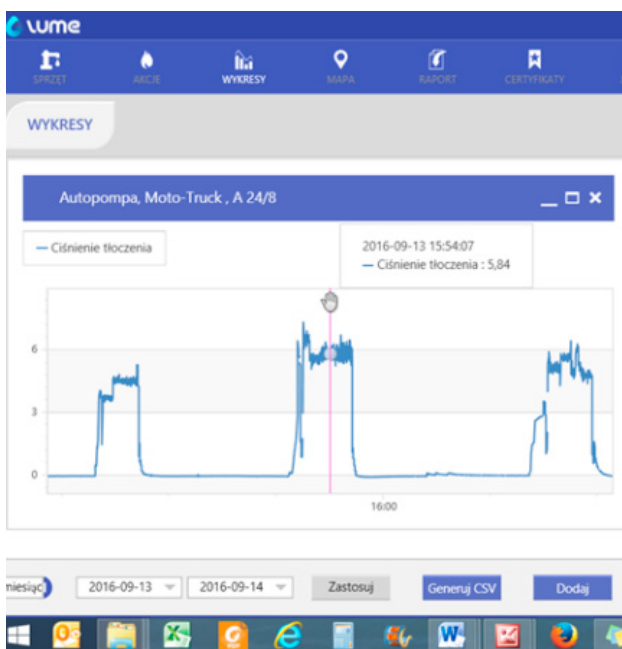 lume
SPRZĘT AKCJE WYKRESY MAPA RAPORT CERTYFIKATY
WYKRESY
Autopompa, Moto-Truck , A 24/8
Ciśnienie tłoczenia
2016-09-13 15:54:07
Ciśnienie tłoczenia : 5,84
6
3
0
16:00
miesiąc 2016-09-13 2016-09-14 Zastosuj Generuj CSV Dodaj